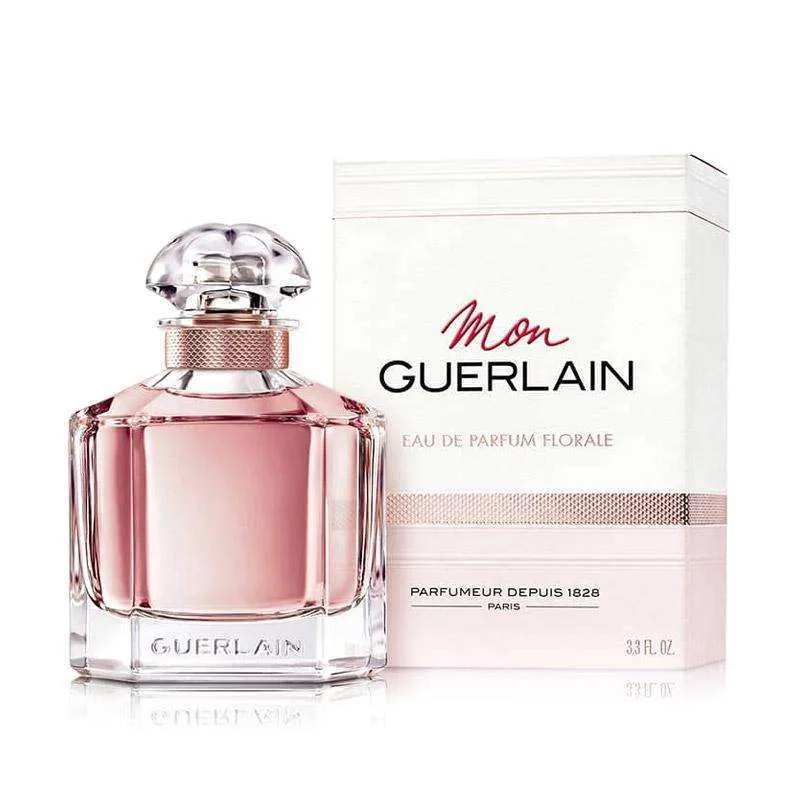 Mon
GUERLAIN
EAU DE PARFUM FLORALE
PARFUMEUR DEPUIS 1828
PARIS
3.3 FL. OZ.
GUERLAIN